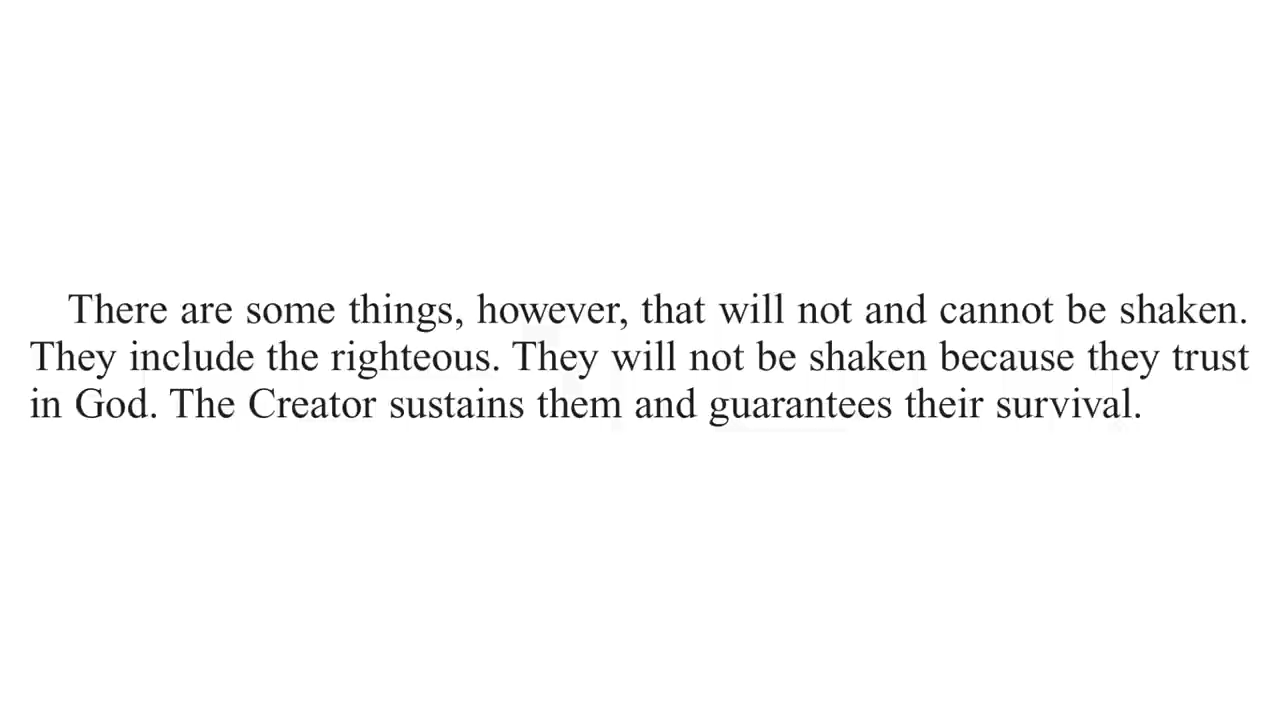 There are some things, however, that will not and cannot be shaken.
They include the righteous. They will not be shaken because they trust
in God. The Creator sustains them and guarantees their survival.